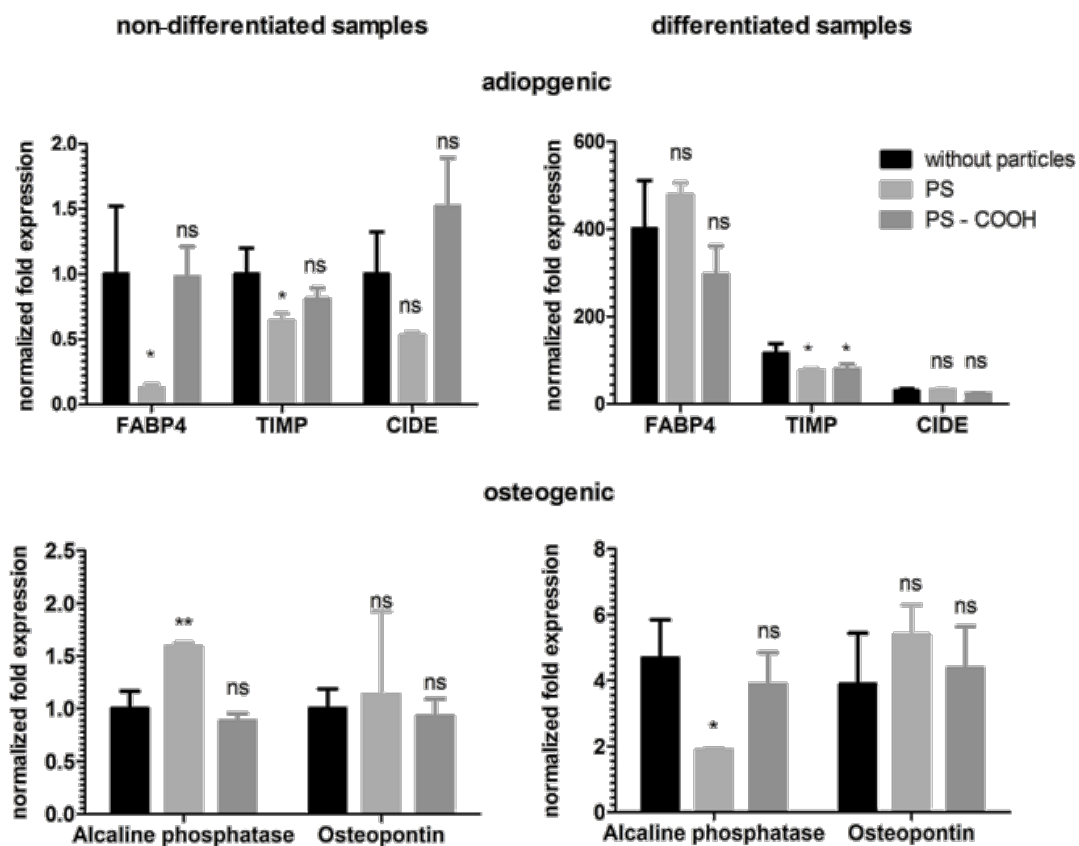 non-differentiated samples
differentiated samples
adiopgenic
normalized fold expression
2.0
1.5
1.0
0.5
0.0
*
ns
*
ns
ns
ns
FABP4
TIMP
CIDE
normalized fold expression
600
400
200
0
ns
ns
*
*
ns
ns
FABP4
TIMP
CIDE
without particles
PS
PS - COOH
osteogenic
normalized fold expression
2.5
2.0
1.5
1.0
0.5
0.0
**
ns
ns
ns
Alcaline phosphatase
Osteopontin
normalized fold expression
8
6
4
2
0
*
ns
ns
ns
Alcaline phosphatase
Osteopontin